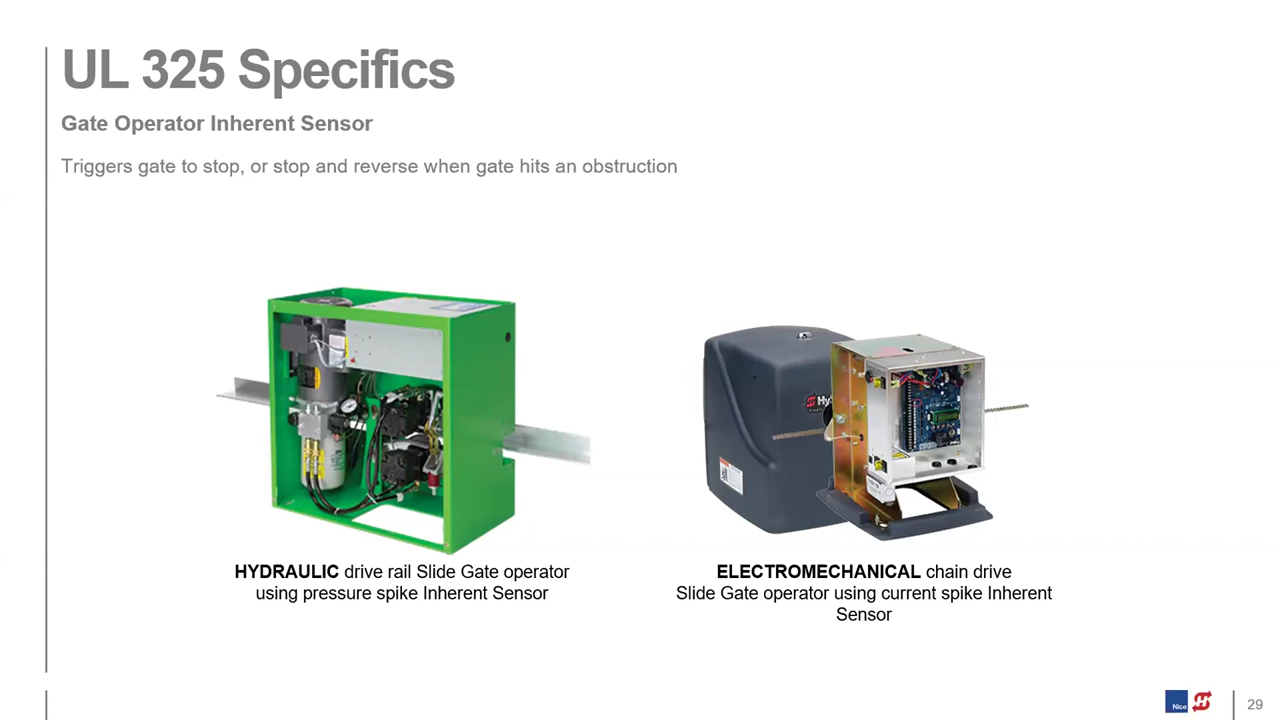 UL 325 Specifics
Gate Operator Inherent Sensor
Triggers gate to stop, or stop and reverse when gate hits an obstruction
HYDRAULIC drive rail Slide Gate operator
using pressure spike Inherent Sensor
ELECTROMECHANICAL chain drive
Slide Gate operator using current spike Inherent
Sensor
Nice
29